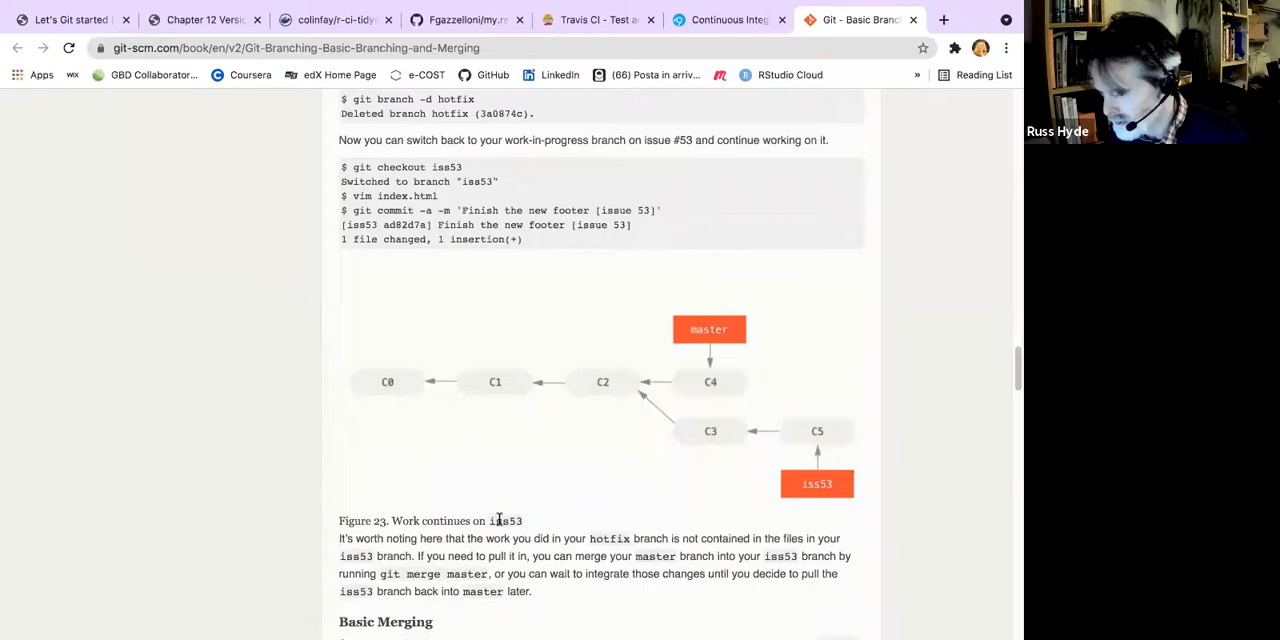 Let's Git started
Chapter 12 Versi
colinfay/r-ci-tidy
Fgazzelloni/my.re
Travis CI - Test a
Continuous Integ
Git - Basic Branc
git-scm.com/book/en/v2/Git-Branching-Basic-Branching-and-Merging
Apps
WiX
GBD Collaborator...
Coursera
edX Home Page
e-COST
GitHub
LinkedIn
(66) Posta in arriv...
RStudio Cloud
»
Reading List
Russ Hyde
$ git branch -d hotfix
Deleted branch hotfix (3a0874c).
Now you can switch back to your work-in-progress branch on issue #53 and continue working on it.
$ git checkout iss53
Switched to branch "iss53"
$ vim index.html
$ git commit -a -m 'Finish the new footer [issue 53]'
[iss53 ad82d7a] Finish the new footer [issue 53]
1 file changed, 1 insertion(+)
master
C0
C1
C2
C4
C3
C5
iss53
Figure 23. Work continues on iss53
It's worth noting here that the work you did in your hotfix branch is not contained in the files in your
iss53 branch. If you need to pull it in, you can merge your master branch into your iss53 branch by
running git merge master, or you can wait to integrate those changes until you decide to pull the
iss53 branch back into master later.
Basic Merging